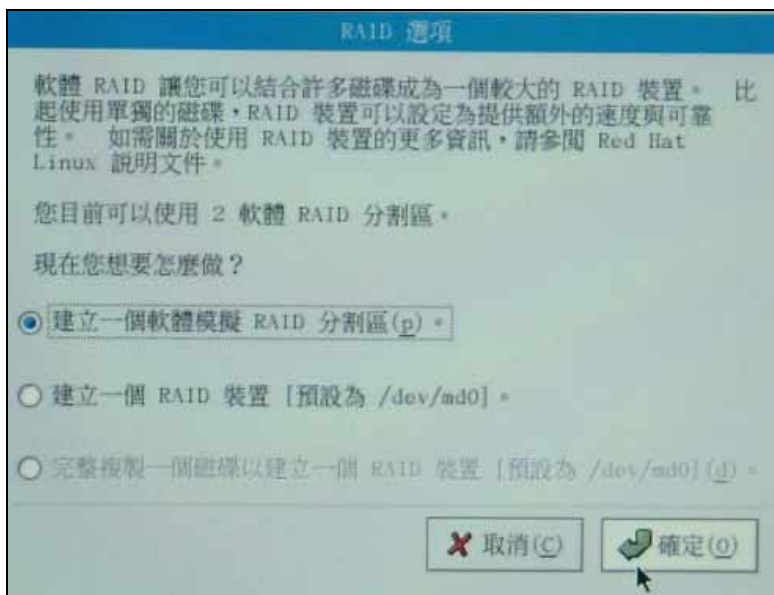 RAID 選項
軟體 RAID 讓您可以結合許多磁碟成為一個較大的 RAID 裝置。 比
起使用單獨的磁碟，RAID 裝置可以設定為提供額外的速度與可靠
性。 如需關於使用 RAID 裝置的更多資訊，請參閱 Red Hat
Linux 說明文件。
您目前可以使用 2 軟體 RAID 分割區。
現在您想要怎麼做？
建立一個軟體模擬 RAID 分割區(p)。
建立一個 RAID 裝置 [預設為 /dev/md0]。
完整複製一個磁碟以建立一個 RAID 裝置 [預設為 /dev/md0](d)。
取消(C)
確定(O)